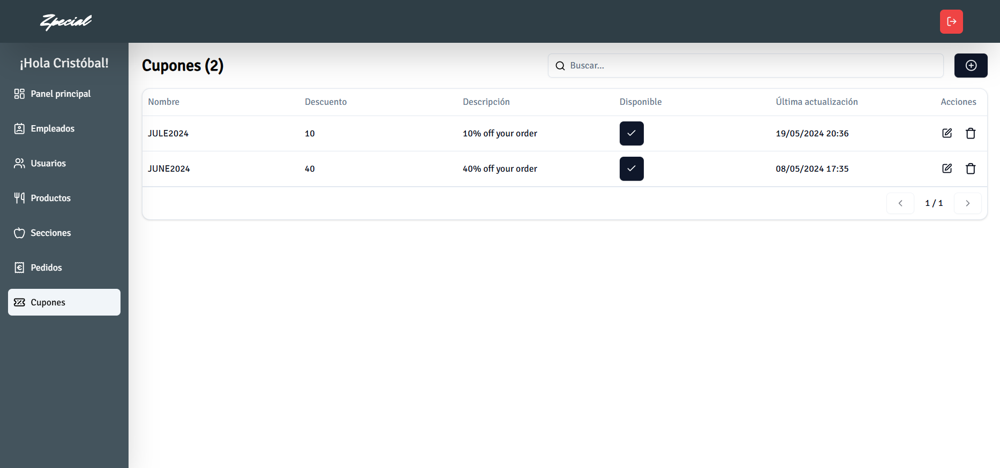 Zpecial
¡Hola Cristóbal!
Panel principal
Empleados
Usuarios
Productos
Secciones
Pedidos
Cupones
Cupones (2)
Buscar...
Nombre Descuento Descripción Disponible Última actualización Acciones
JULE2024 10 10% off your order 19/05/2024 20:36
JUNE2024 40 40% off your order 08/05/2024 17:35
1 / 1